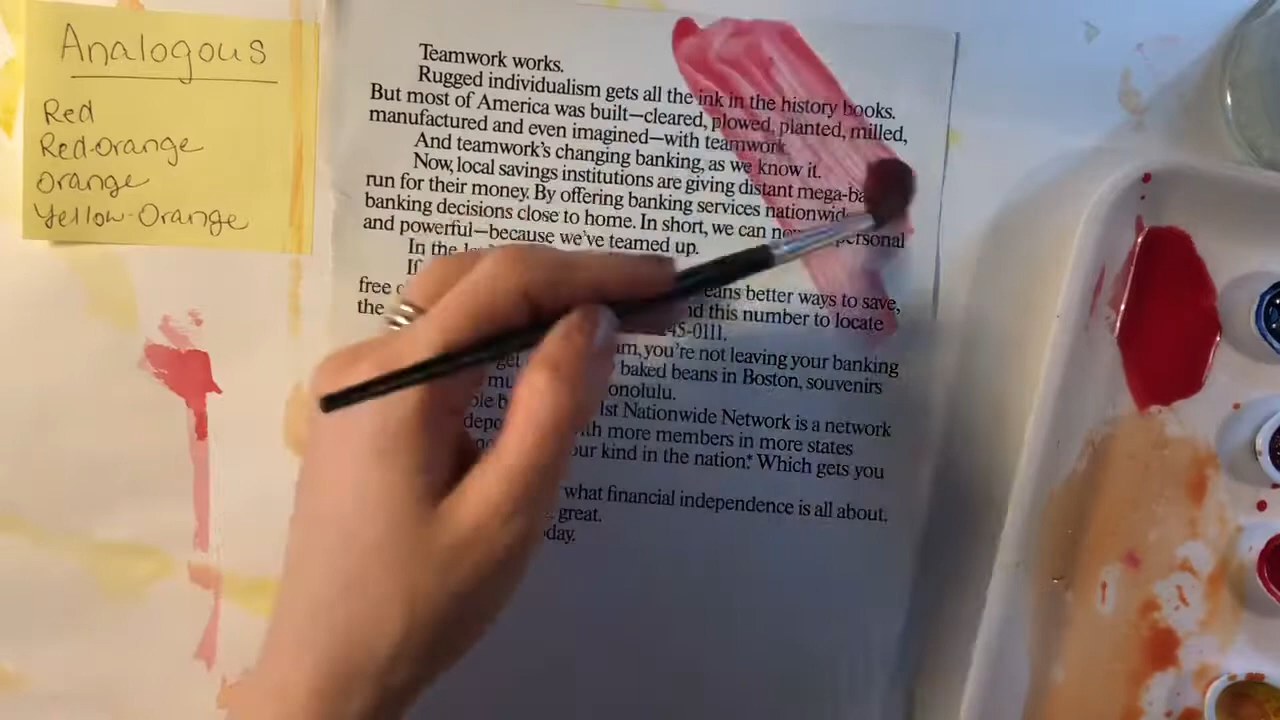 Analogous
Red
Red-orange
orange
Yellow-Orange
Teamwork works.
Rugged individualism gets all the ink in the history books.
But most of America was built—cleared, plowed, planted, milled,
manufactured and even imagined—with teamwork.
And teamwork's changing banking, as we know it.
Now, local savings institutions are giving distant mega-ba
run for their money. By offering banking services nationwid
banking decisions close to home. In short, we can personal
and powerful—because we've teamed up.
In the
If
free eans better ways to save,
the nd this number to locate
45-0111.
get you're not leaving your banking
baked beans in Boston, souvenirs
onolulu.
1st Nationwide Network is a network
th more members in more states
our kind in the nation.* Which gets you
what financial independence is all about.
great.
day.